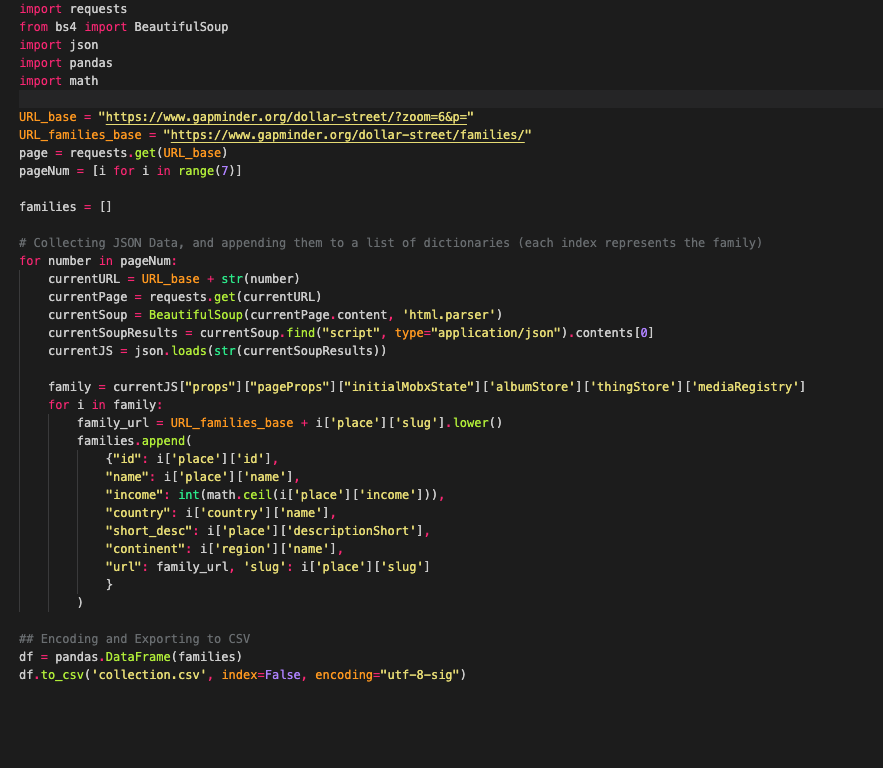 import requests
from bs4 import BeautifulSoup
import json
import pandas
import math

URL_base = "https://www.gapminder.org/dollar-street/?zoom=6&p="
URL_families_base = "https://www.gapminder.org/dollar-street/families/"
page = requests.get(URL_base)
pageNum = [i for i in range(7)]

families = []

# Collecting JSON Data, and appending them to a list of dictionaries (each index represents the family)
for number in pageNum:
    currentURL = URL_base + str(number)
    currentPage = requests.get(currentURL)
    currentSoup = BeautifulSoup(currentPage.content, 'html.parser')
    currentSoupResults = currentSoup.find("script", type="application/json").contents[0]
    currentJS = json.loads(str(currentSoupResults))

    family = currentJS["props"]["pageProps"]["initialMobxState"]['albumStore']['thingStore']['mediaRegistry']
    for i in family:
        family_url = URL_families_base + i['place']['slug'].lower()
        families.append(
            {"id": i['place']['id'],
            "name": i['place']['name'],
            "income": int(math.ceil(i['place']['income'])),
            "country": i['country']['name'],
            "short_desc": i['place']['descriptionShort'],
            "continent": i['region']['name'],
            "url": family_url, 'slug': i['place']['slug']
            }
        )

## Encoding and Exporting to CSV
df = pandas.DataFrame(families)
df.to_csv('collection.csv', index=False, encoding="utf-8-sig")